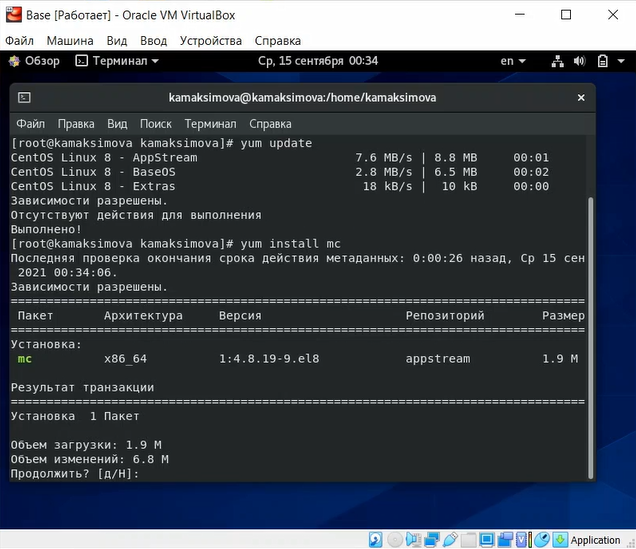 Base [Работает] - Oracle VM VirtualBox
Файл Машина Вид Ввод Устройства Справка
Обзор Терминал Ср, 15 сентября 00:34 en
kamaksimova@kamaksimova:/home/kamaksimova
Файл Правка Вид Поиск Терминал Справка
[root@kamaksimova kamaksimova]# yum update
CentOS Linux 8 - AppStream 7.6 MB/s | 8.8 MB 00:01
CentOS Linux 8 - BaseOS 2.8 MB/s | 6.5 MB 00:02
CentOS Linux 8 - Extras 18 kB/s | 10 kB 00:00
Зависимости разрешены.
Отсутствуют действия для выполнения
Выполнено!
[root@kamaksimova kamaksimova]# yum install mc
Последняя проверка окончания срока действия метаданных: 0:00:26 назад, Ср 15 сен
2021 00:34:06.
Зависимости разрешены.
================================================================================
Пакет Архитектура Версия Репозиторий Размер
================================================================================
Установка:
mc x86_64 1:4.8.19-9.el8 appstream 1.9 M
Результат транзакции
================================================================================
Установка 1 Пакет
Объем загрузки: 1.9 M
Объем изменений: 6.8 M
Продолжить? [д/Н]:
Application